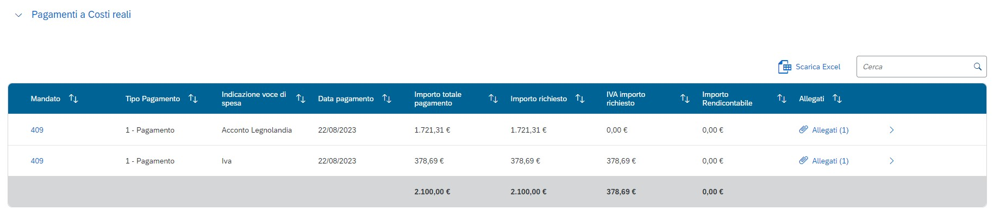 Pagamenti a Costi reali
Scarica Excel
Cerca
Mandato Tipo Pagamento Indicazione voce di spesa Data pagamento Importo totale pagamento Importo richiesto IVA importo richiesto Importo Rendicontabile Allegati
409 1 - Pagamento Acconto Legnolandia 22/08/2023 1.721,31 € 1.721,31 € 0,00 € 0,00 € Allegati (1)
409 1 - Pagamento Iva 22/08/2023 378,69 € 378,69 € 378,69 € 0,00 € Allegati (1)
2.100,00 € 2.100,00 € 378,69 € 0,00 €